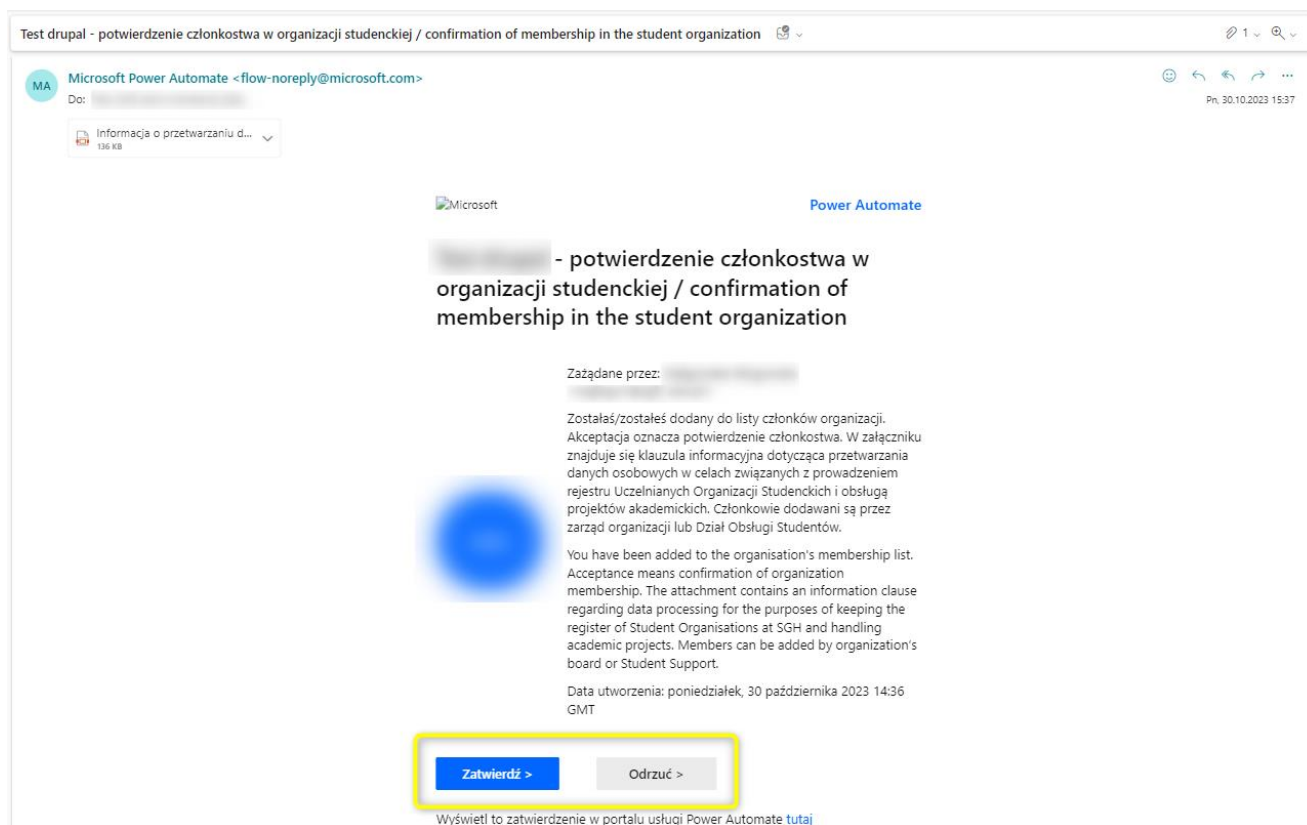 Test drupal - potwierdzenie członkostwa w organizacji studenckiej / confirmation of membership in the student organization
1
MA
Microsoft Power Automate <flow-noreply@microsoft.com>
Do:
Pn, 30.10.2023 15:37
Informacja o przetwarzaniu d...
136 KB
Microsoft
Power Automate
- potwierdzenie członkostwa w
organizacji studenckiej / confirmation of
membership in the student organization
Zażądane przez:
Zostałaś/zostałeś dodany do listy członków organizacji.
Akceptacja oznacza potwierdzenie członkostwa. W załączniku
znajduje się klauzula informacyjna dotycząca przetwarzania
danych osobowych w celach związanych z prowadzeniem
rejestru Uczelnianych Organizacji Studenckich i obsługą
projektów akademickich. Członkowie dodawani są przez
zarząd organizacji lub Dział Obsługi Studentów.
You have been added to the organisation's membership list.
Acceptance means confirmation of organization
membership. The attachment contains an information clause
regarding data processing for the purposes of keeping the
register of Student Organisations at SGH and handling
academic projects. Members can be added by organization's
board or Student Support.
Data utworzenia: poniedziałek, 30 października 2023 14:36
GMT
Zatwierdź >
Odrzuć >
Wyświetl to zatwierdzenie w portalu usługi Power Automate tutaj